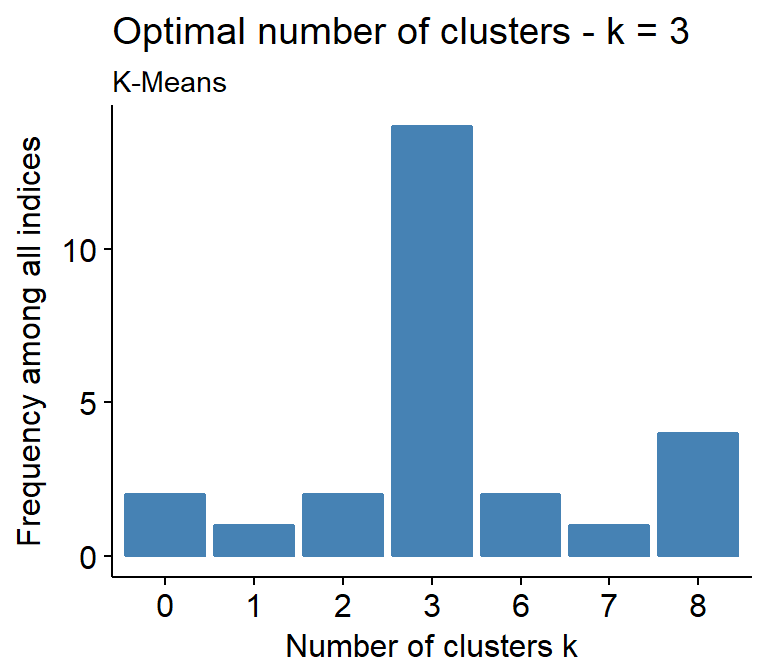 Optimal number of clusters - k = 3
K-Means
Frequency among all indices
10
5
0
0 1 2 3 6 7 8
Number of clusters k